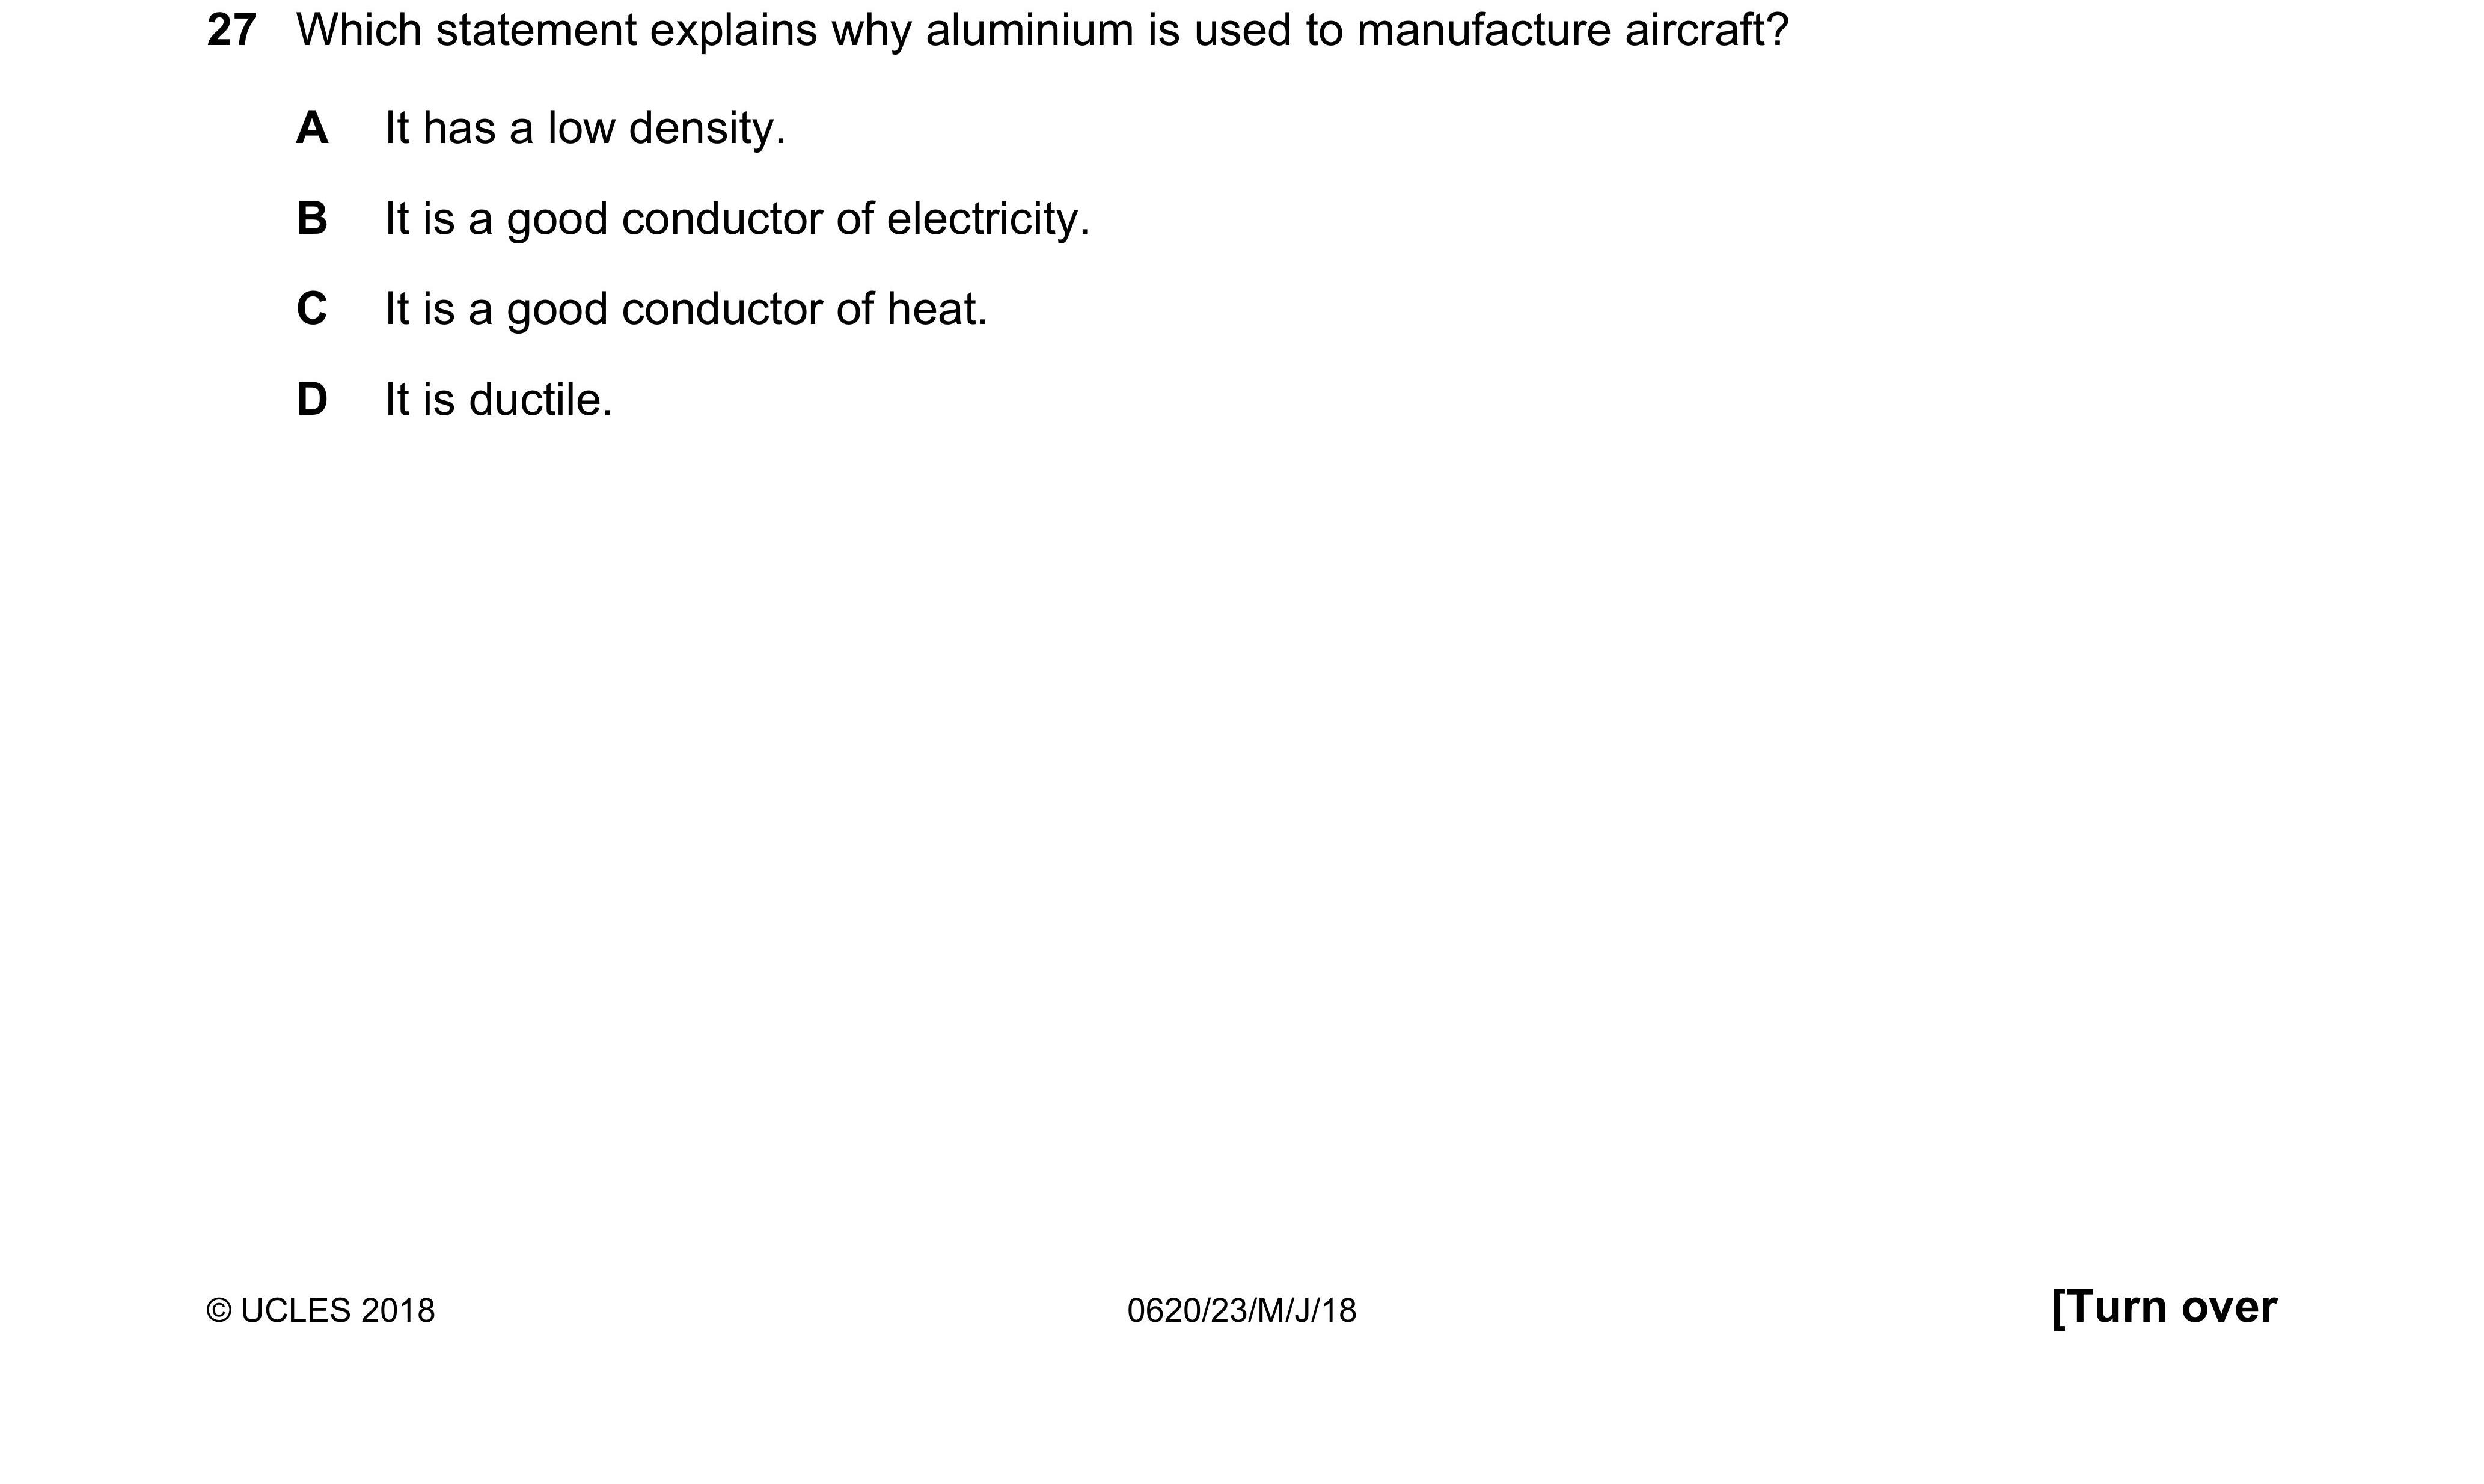 27 Which statement explains why aluminium is used to manufacture aircraft?
A It has a low density.
B It is a good conductor of electricity.
C It is a good conductor of heat.
D It is ductile.
© UCLES 2018 0620/23/M/J/18 [Turn over